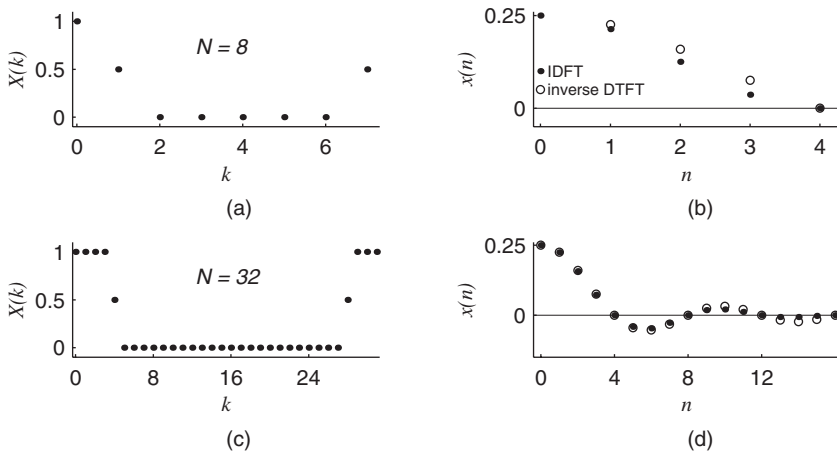 1
0.5
0
X(k)
N = 8
0 2 4 6
k
(a)
0.25
0
x(n)
IDFT
inverse DTFT
0 1 2 3 4
n
(b)
1
0.5
0
X(k)
N = 32
0 8 16 24
k
(c)
0.25
0
x(n)
0 4 8 12
n
(d)